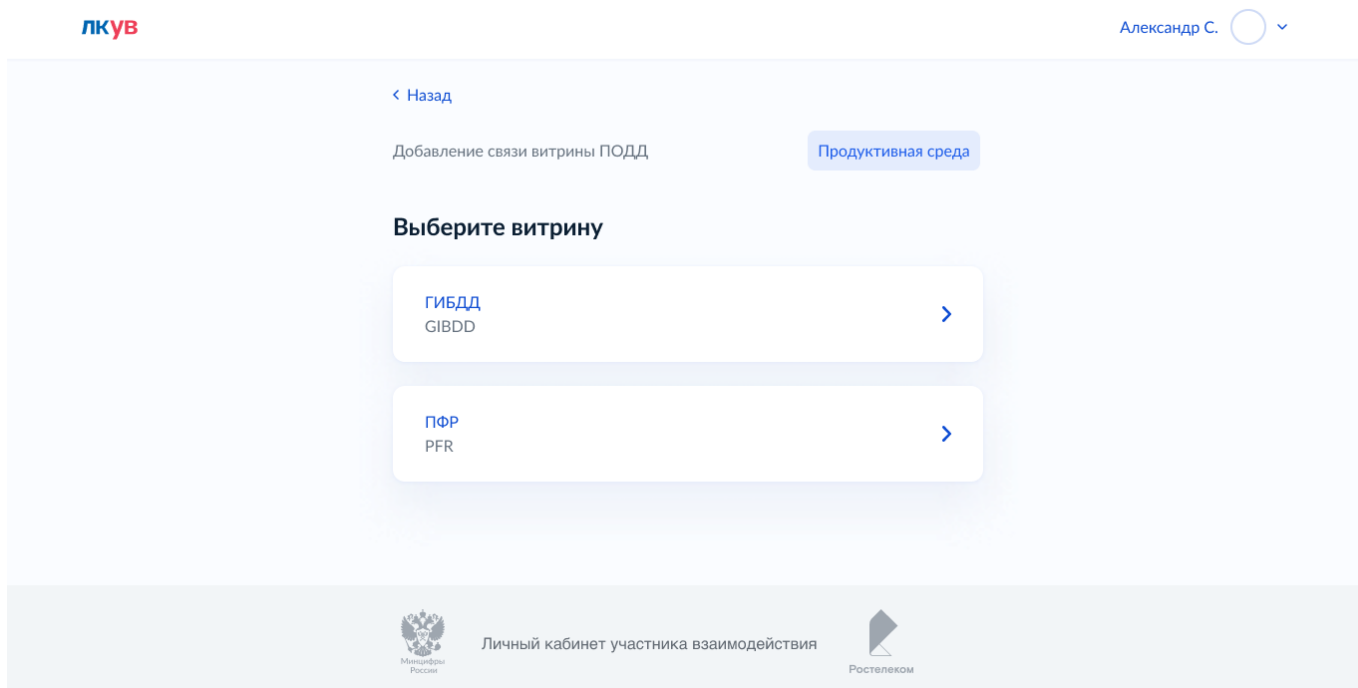 ЛКУВ
Александр С.
Назад
Добавление связи витрины ПОДД
Продуктивная среда
Выберите витрину
ГИБДД
GIBDD
ПФР
PFR
Минцифры
России
Личный кабинет участника взаимодействия
Ростелеком